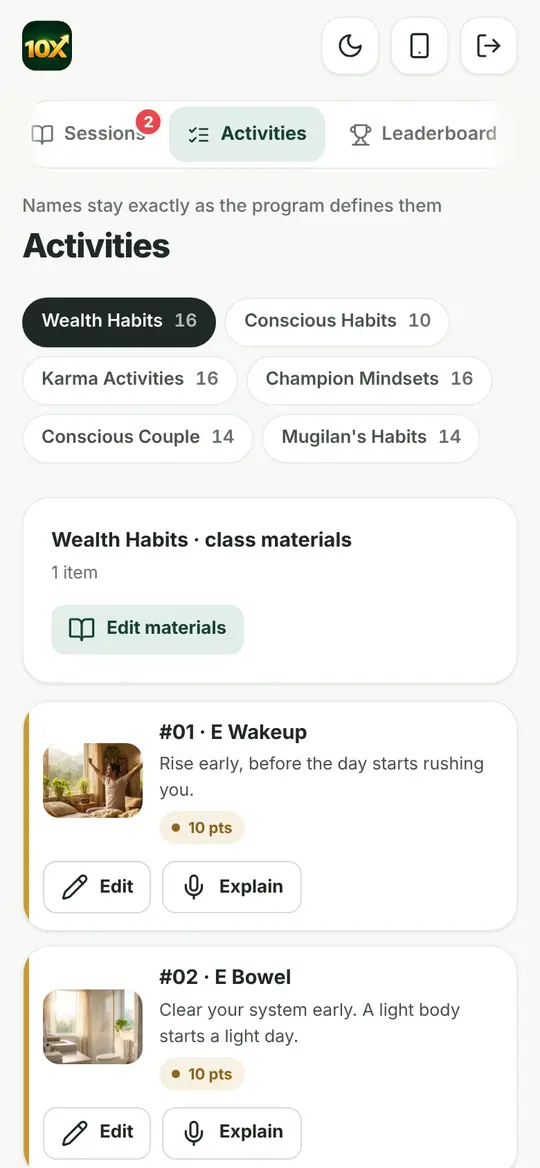 10X
Sessions 2
Activities
Leaderboard
Names stay exactly as the program defines them
Activities
Wealth Habits 16
Conscious Habits 10
Karma Activities 16
Champion Mindsets 16
Conscious Couple 14
Mugilan's Habits 14
Wealth Habits · class materials
1 item
Edit materials
#01 · E Wakeup
Rise early, before the day starts rushing
you.
10 pts
Edit
Explain
#02 · E Bowel
Clear your system early. A light body
starts a light day.
10 pts
Edit
Explain